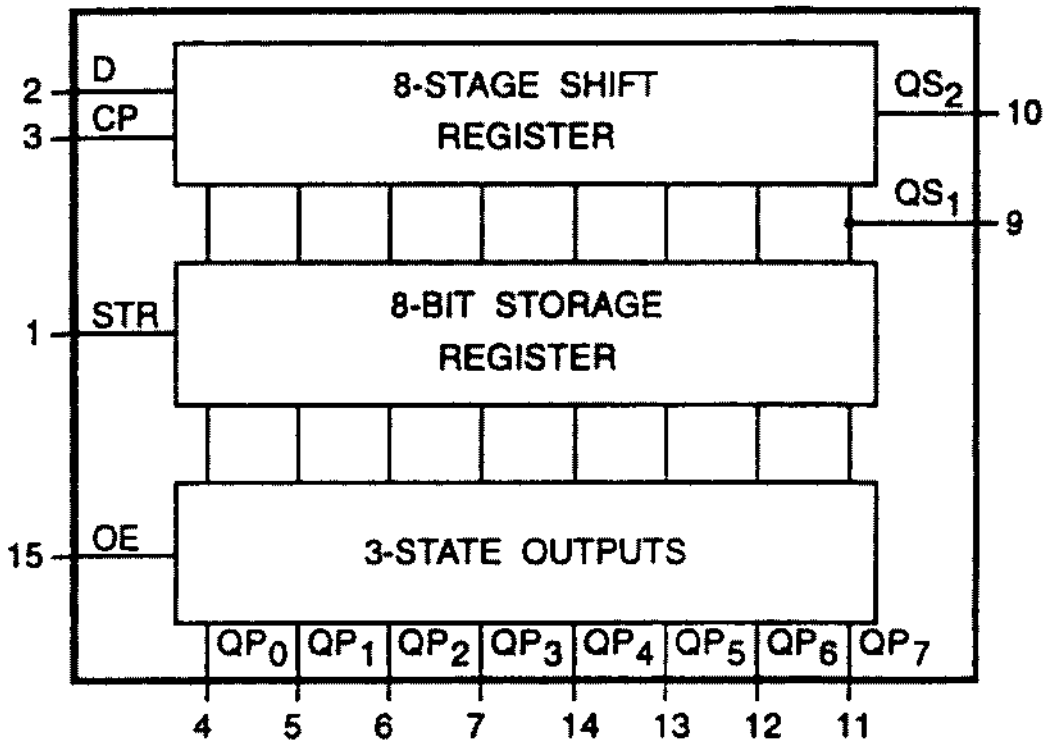 D
2
8-STAGE SHIFT
REGISTER
QS2
10
CP
3
QS1
9
STR
1
8-BIT STORAGE
REGISTER
OE
15
3-STATE OUTPUTS
QP0 QP1 QP2 QP3 QP4 QP5 QP6 QP7
4 5 6 7 14 13 12 11